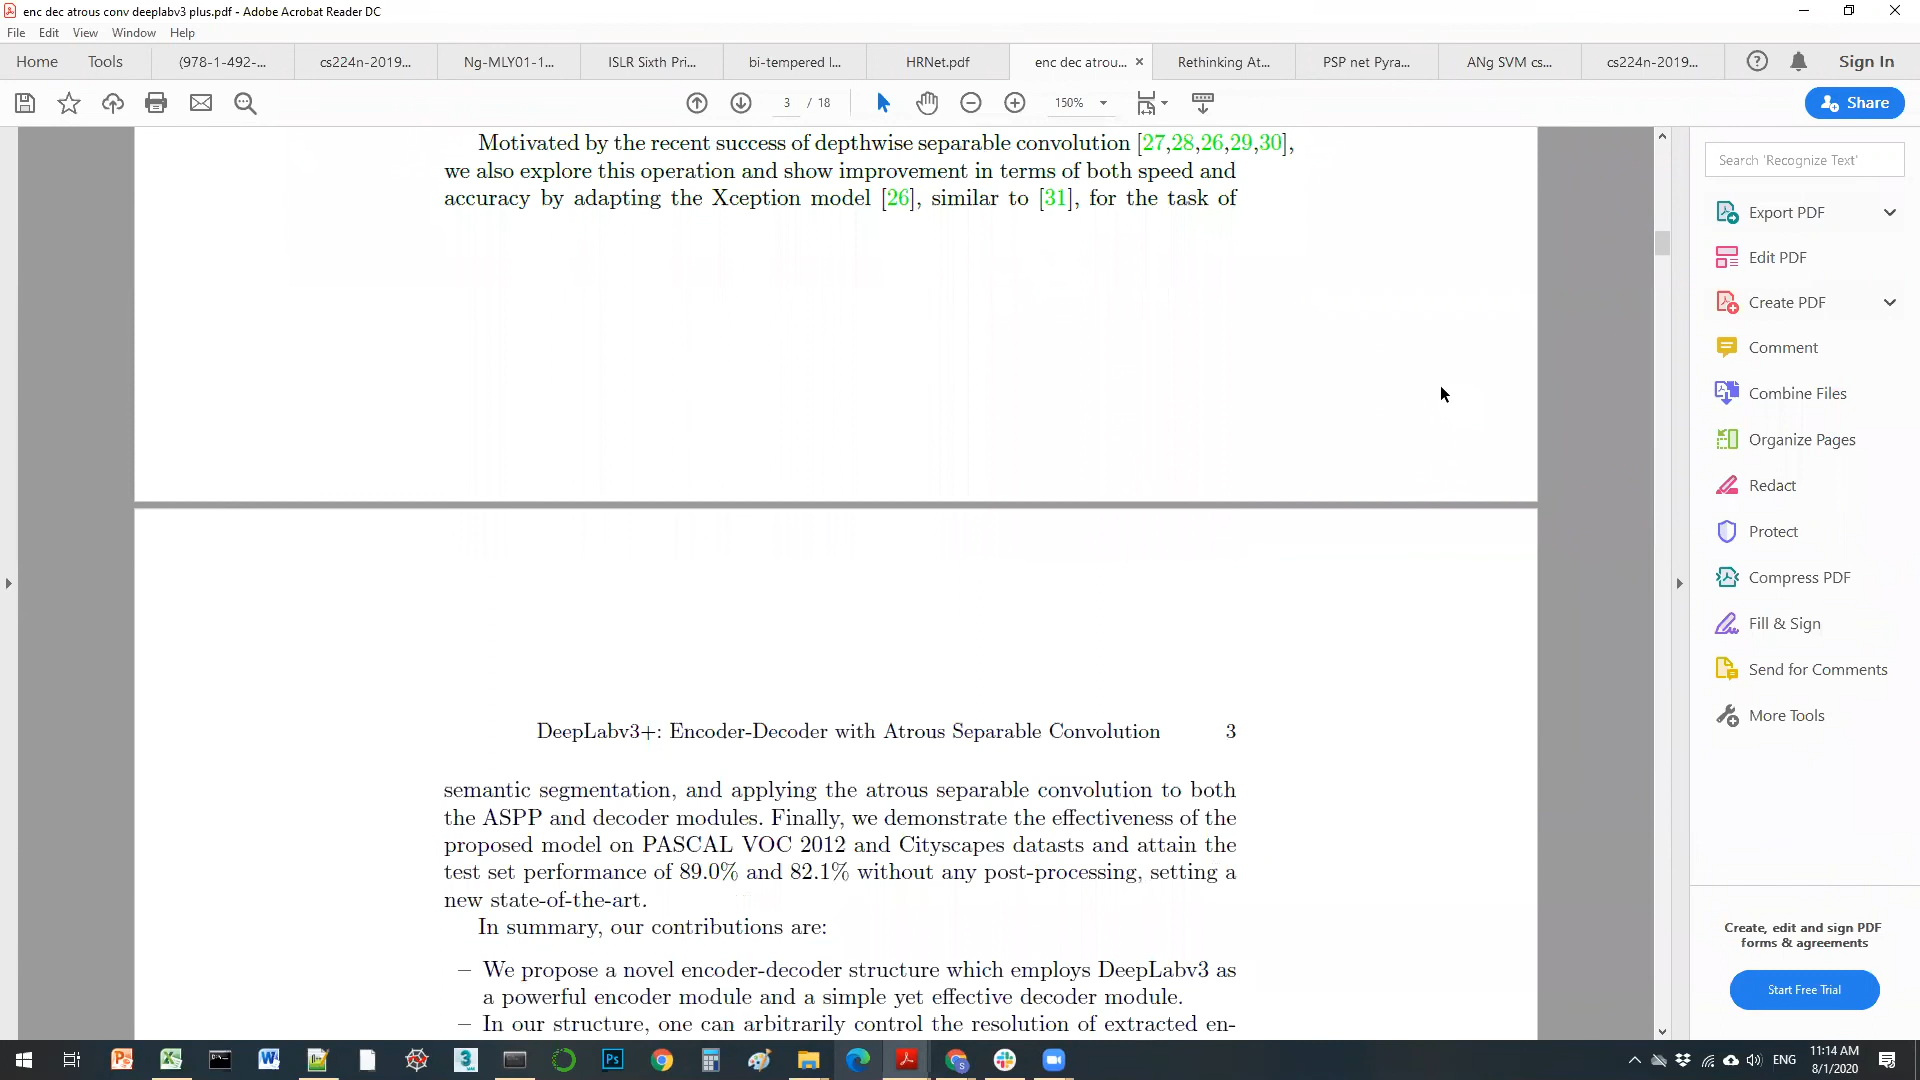 enc dec atrous conv deeplabv3 plus.pdf - Adobe Acrobat Reader DC
File Edit View Window Help
Home Tools (978-1-492-... cs224n-2019... Ng-MLY01-1... ISLR Sixth Pri... bi-tempered l... HRNet.pdf enc dec atrou... × Rethinking At... PSP net Pyra... ANg SVM cs... cs224n-2019... Sign In
3 / 18 150% Share
Motivated by the recent success of depthwise separable convolution [27,28,26,29,30],
we also explore this operation and show improvement in terms of both speed and
accuracy by adapting the Xception model [26], similar to [31], for the task of
DeepLabv3+: Encoder-Decoder with Atrous Separable Convolution 3
semantic segmentation, and applying the atrous separable convolution to both
the ASPP and decoder modules. Finally, we demonstrate the effectiveness of the
proposed model on PASCAL VOC 2012 and Cityscapes datasts and attain the
test set performance of 89.0% and 82.1% without any post-processing, setting a
new state-of-the-art.
In summary, our contributions are:
– We propose a novel encoder-decoder structure which employs DeepLabv3 as
a powerful encoder module and a simple yet effective decoder module.
– In our structure, one can arbitrarily control the resolution of extracted en-
Search 'Recognize Text'
Export PDF
Edit PDF
Create PDF
Comment
Combine Files
Organize Pages
Redact
Protect
Compress PDF
Fill & Sign
Send for Comments
More Tools
Create, edit and sign PDF
forms & agreements
Start Free Trial
ENG
11:14 AM
8/1/2020